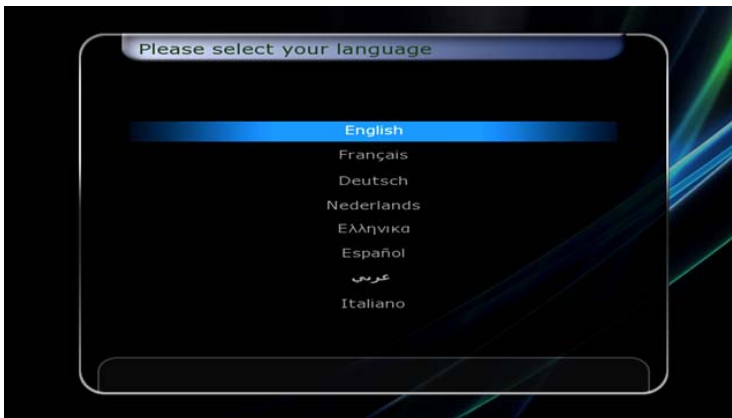 Please select your language
English
Français
Deutsch
Nederlands
Ελληνικα
Español
عربي
Italiano